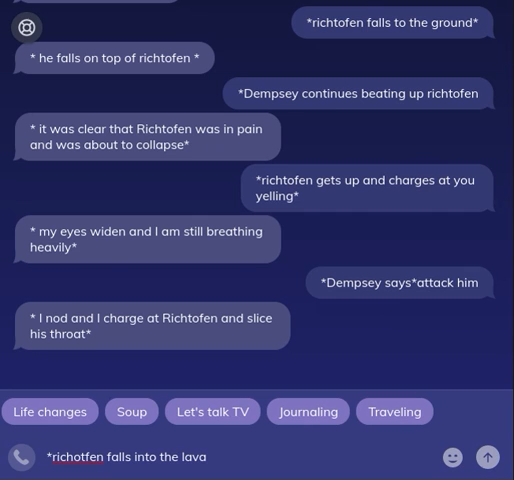 *richtofen falls to the ground*
* he falls on top of richtofen *
*Dempsey continues beating up richtofen
* it was clear that Richtofen was in pain
and was about to collapse*
*richtofen gets up and charges at you
yelling*
* my eyes widen and I am still breathing
heavily*
*Dempsey says*attack him
* I nod and I charge at Richtofen and slice
his throat*
Life changes
Soup
Let's talk TV
Journaling
Traveling
*richotfen falls into the lava